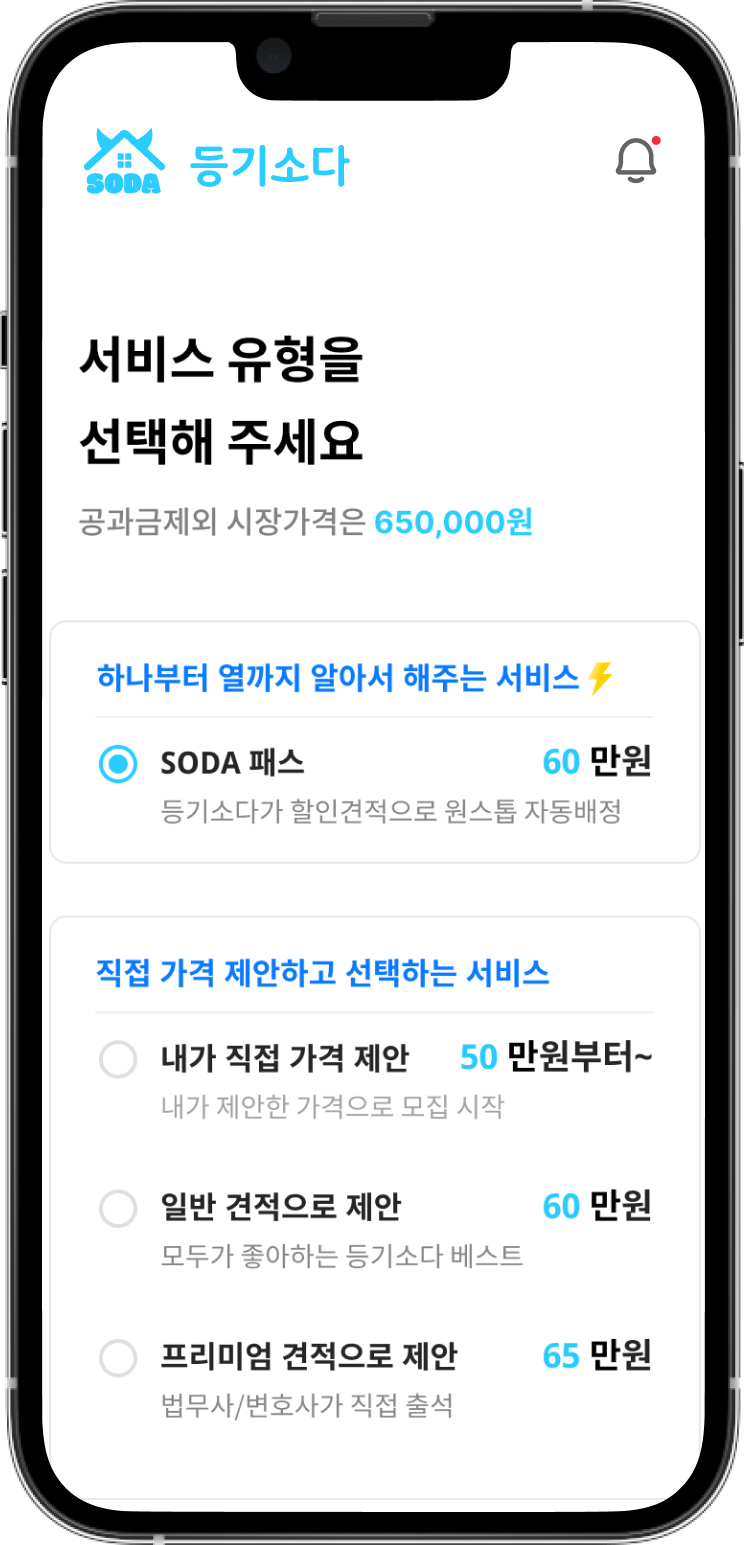 SODA 등기소다
서비스 유형을
선택해 주세요
공과금제외 시장가격은 650,000원
하나부터 열까지 알아서 해주는 서비스⚡
SODA 패스 60 만원
등기소다가 할인견적으로 원스톱 자동배정
직접 가격 제안하고 선택하는 서비스
내가 직접 가격 제안 50 만원부터~
내가 제안한 가격으로 모집 시작
일반 견적으로 제안 60 만원
모두가 좋아하는 등기소다 베스트
프리미엄 견적으로 제안 65 만원
법무사/변호사가 직접 출석